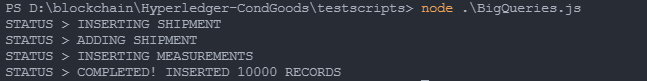 PS D:\blockchain\Hyperledger-CondGoods\testscripts> node .\BigQueries.js
STATUS > INSERTING SHIPMENT
STATUS > ADDING SHIPMENT
STATUS > INSERTING MEASUREMENTS
STATUS > COMPLETED! INSERTED 10000 RECORDS